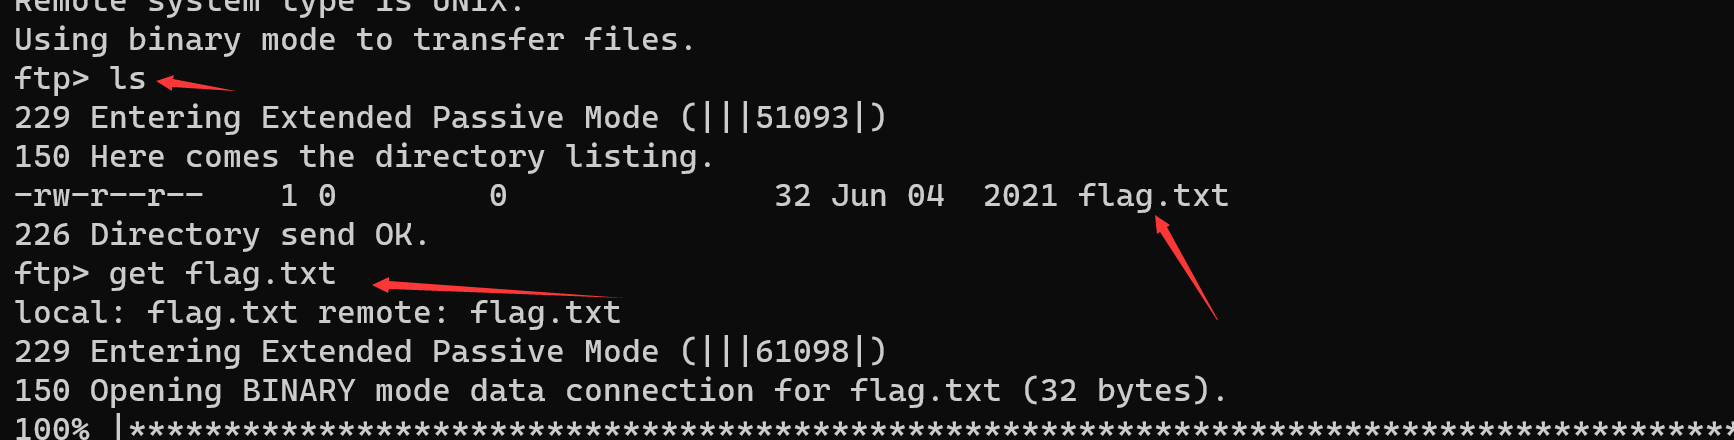 Remote system type is UNIX.
Using binary mode to transfer files.
ftp> ls
229 Entering Extended Passive Mode (|||51093|)
150 Here comes the directory listing.
-rw-r--r--    1 0        0              32 Jun 04  2021 flag.txt
226 Directory send OK.
ftp> get flag.txt
local: flag.txt remote: flag.txt
229 Entering Extended Passive Mode (|||61098|)
150 Opening BINARY mode data connection for flag.txt (32 bytes).
100% |*************************************************************************************